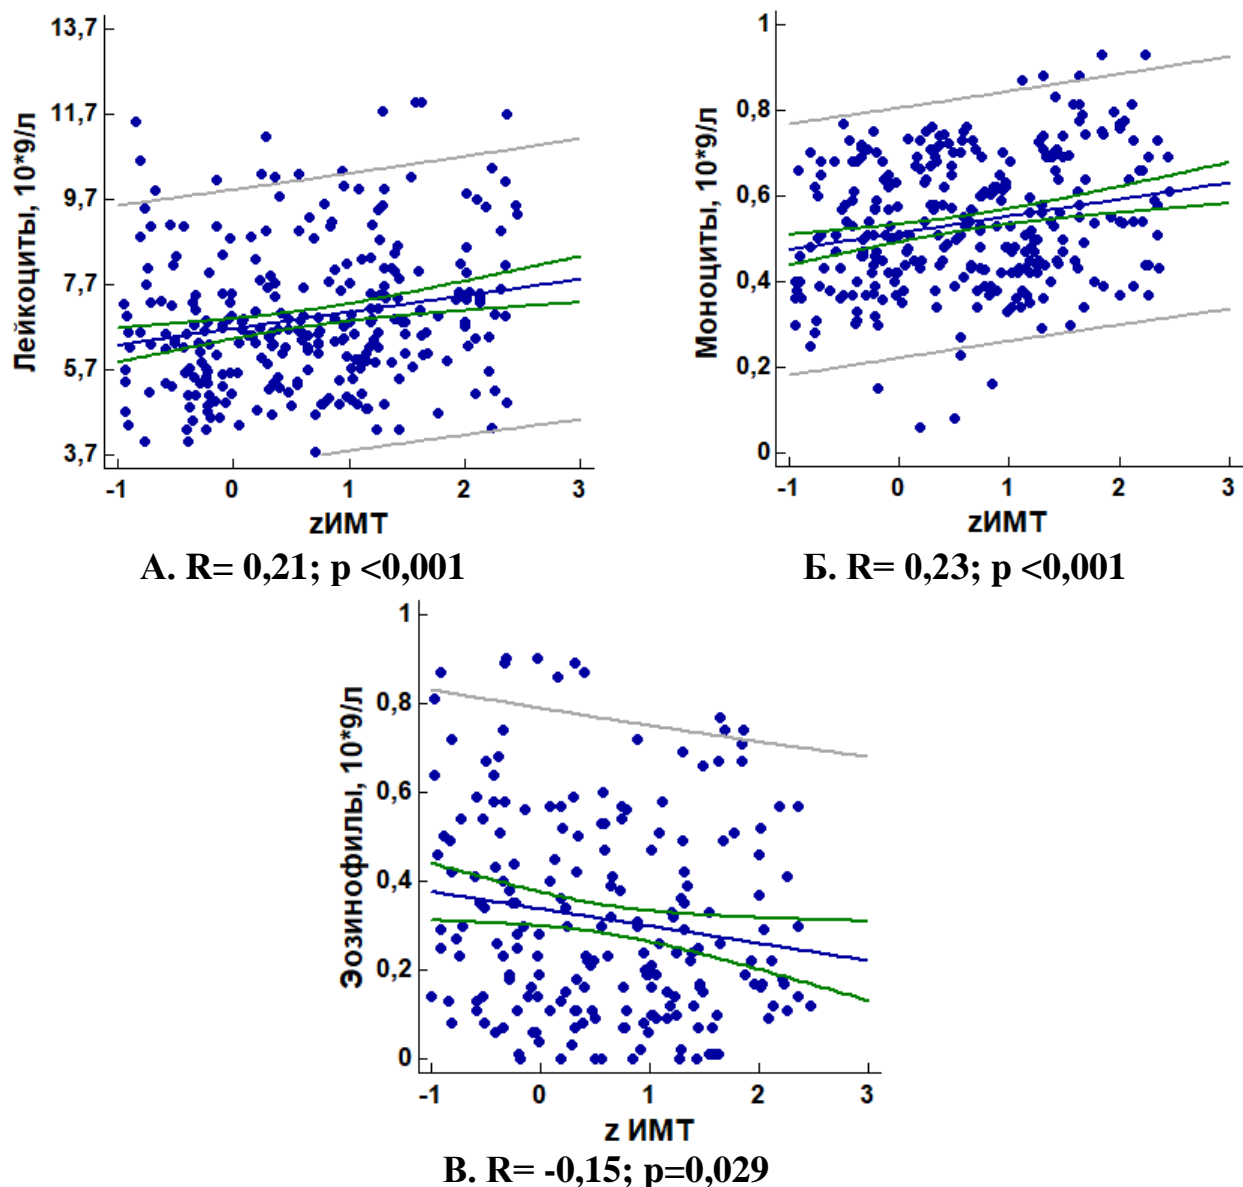 13,7
11,7
9,7
7,7
5,7
3,7
Лейкоциты, 10*9/л
-1 0 1 2 3
zИМТ
А. R= 0,21; p <0,001
1
0,8
0,6
0,4
0,2
0
Моноциты, 10*9/л
-1 0 1 2 3
zИМТ
Б. R= 0,23; p <0,001
1
0,8
0,6
0,4
0,2
0
Эозинофилы, 10*9/л
-1 0 1 2 3
z ИМТ
В. R= -0,15; p=0,029